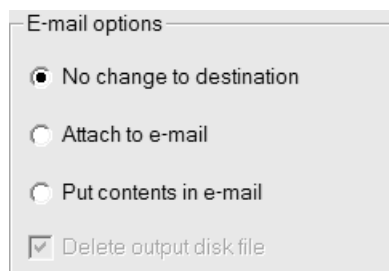 E-mail options
No change to destination
Attach to e-mail
Put contents in e-mail
Delete output disk file